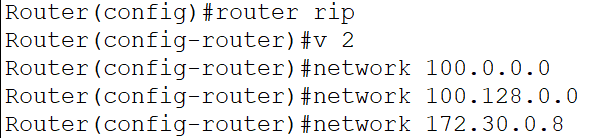 Router(config)#router rip
Router(config-router)#v 2
Router(config-router)#network 100.0.0.0
Router(config-router)#network 100.128.0.0
Router(config-router)#network 172.30.0.8